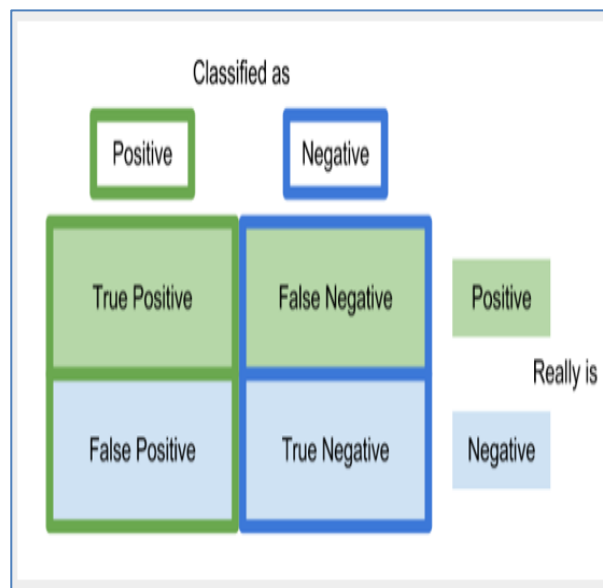 Classified as
Positive Negative
True Positive False Negative Positive
Really is
False Positive True Negative Negative